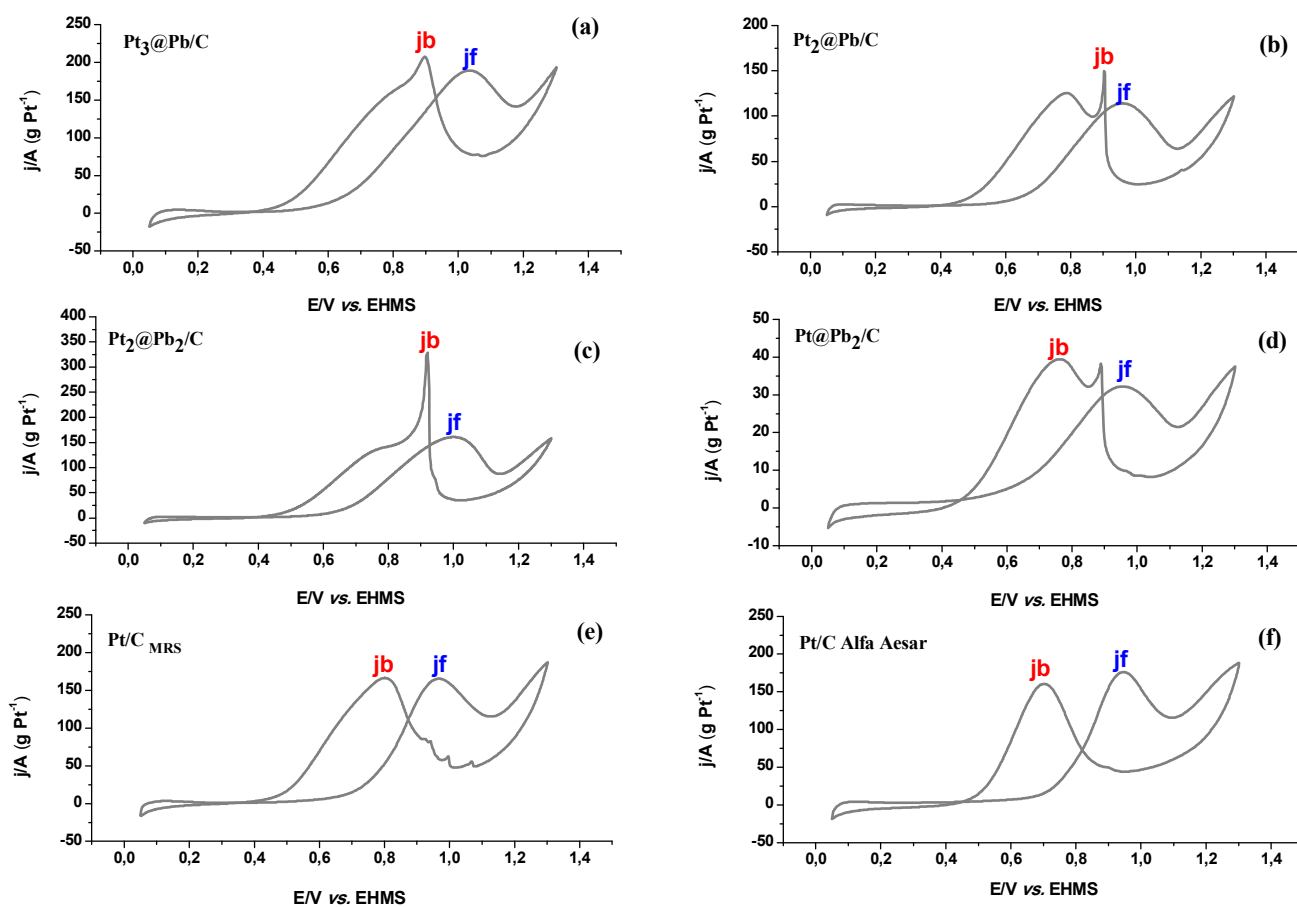 (a)
Pt3@Pb/C
jb
jf
j/A (g Pt-1)
250
200
150
100
50
0
-50
0,0 0,2 0,4 0,6 0,8 1,0 1,2 1,4
E/V vs. EHMS
(b)
Pt2@Pb/C
jb
jf
j/A (g Pt-1)
200
150
100
50
0
-50
0,0 0,2 0,4 0,6 0,8 1,0 1,2 1,4
E/V vs. EHMS
(c)
Pt2@Pb2/C
jb
jf
j/A (g Pt-1)
400
350
300
250
200
150
100
50
0
-50
0,0 0,2 0,4 0,6 0,8 1,0 1,2 1,4
E/V vs. EHMS
(d)
Pt@Pb2/C
jb
jf
j/A (g Pt-1)
50
40
30
20
10
0
-10
0,0 0,2 0,4 0,6 0,8 1,0 1,2 1,4
E/V vs. EHMS
(e)
Pt/C MRS
jb
jf
j/A (g Pt-1)
250
200
150
100
50
0
-50
0,0 0,2 0,4 0,6 0,8 1,0 1,2 1,4
E/V vs. EHMS
(f)
Pt/C Alfa Aesar
jb
jf
j/A (g Pt-1)
250
200
150
100
50
0
-50
0,0 0,2 0,4 0,6 0,8 1,0 1,2 1,4
E/V vs. EHMS